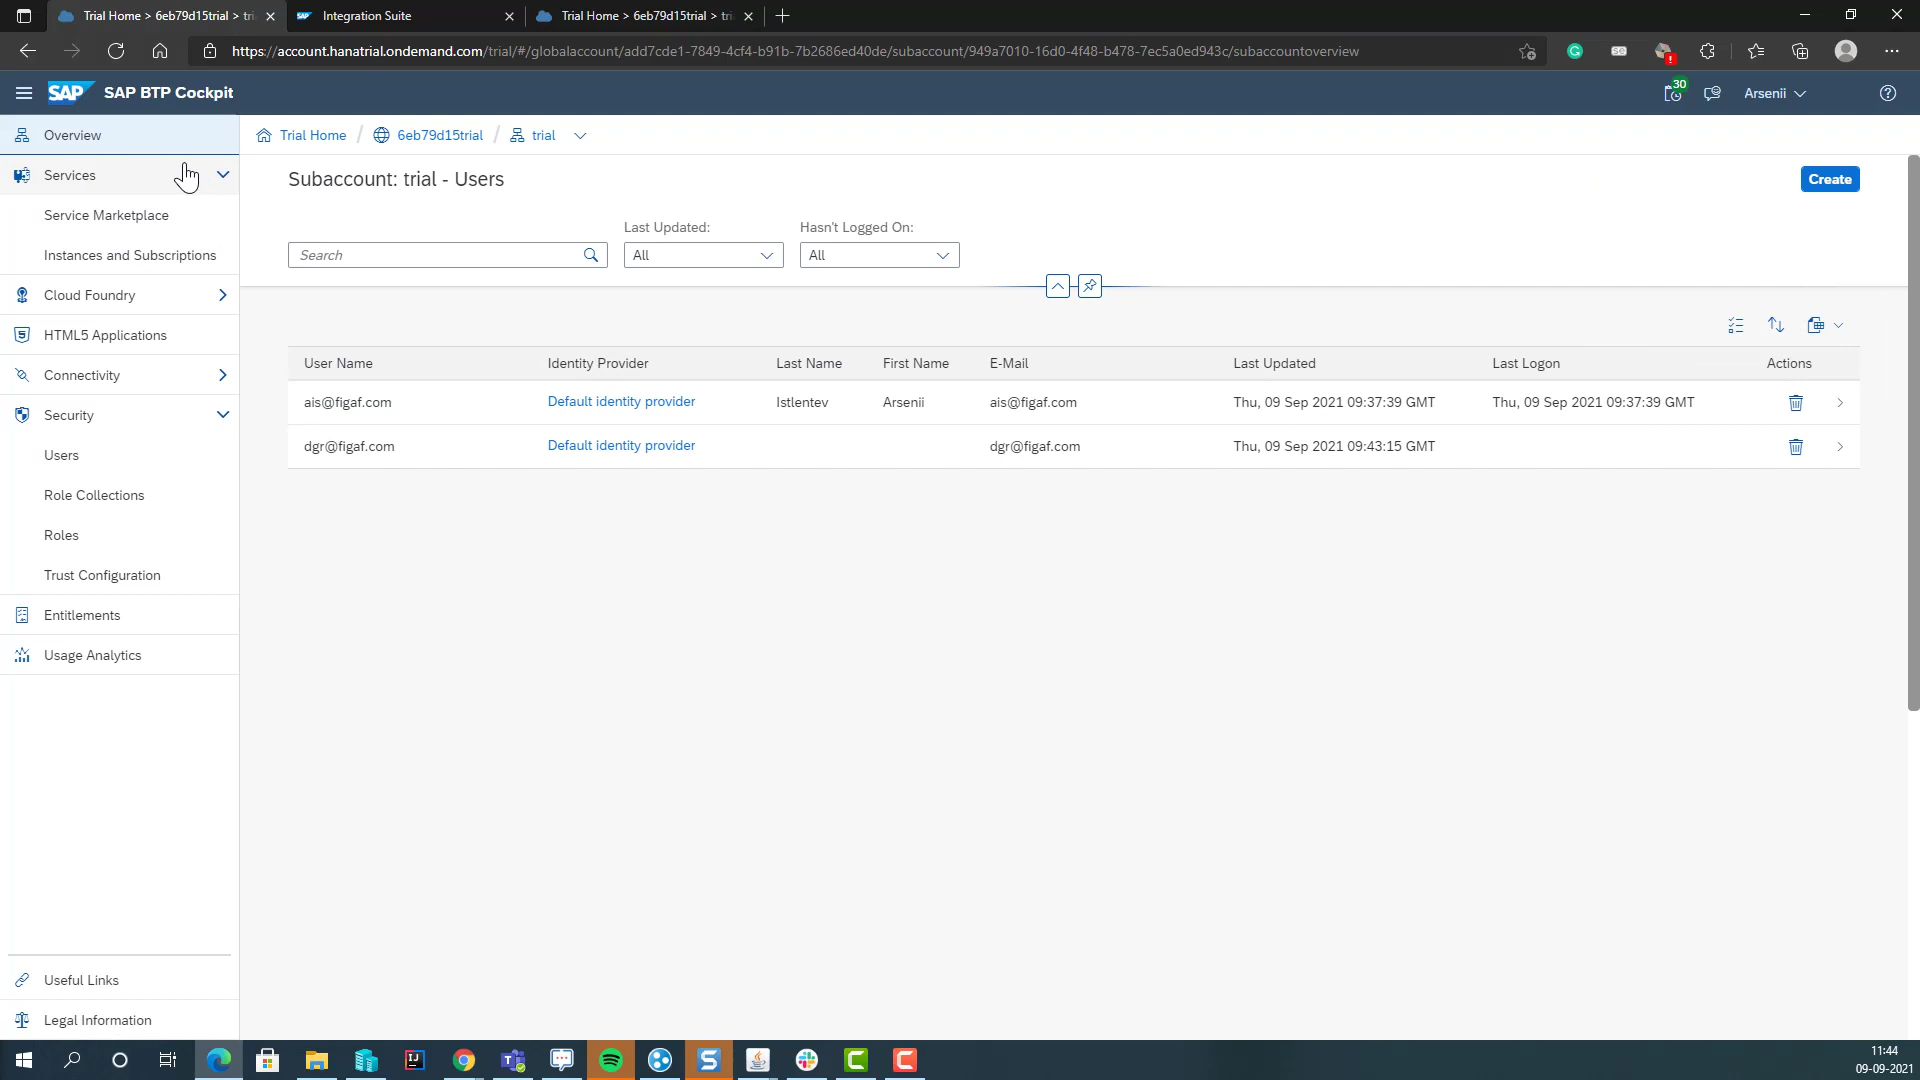 Trial Home > 6eb79d15trial > tri
Integration Suite
Trial Home > 6eb79d15trial > tri
https://account.hanatrial.ondemand.com/trial/#/globalaccount/add7cde1-7849-4cf4-b91b-7b2686ed40de/subaccount/949a7010-16d0-4f48-b478-7ec5a0ed943c/subaccountoverview
SAP SAP BTP Cockpit
30
Arsenii
Overview
Trial Home / 6eb79d15trial / trial
Services
Subaccount: trial - Users
Create
Service Marketplace
Last Updated:
Hasn't Logged On:
Instances and Subscriptions
Search
All
All
Cloud Foundry
HTML5 Applications
Connectivity
Security
Users
Role Collections
Roles
Trust Configuration
Entitlements
Usage Analytics
User Name Identity Provider Last Name First Name E-Mail Last Updated Last Logon Actions
ais@figaf.com Default identity provider Istlentev Arsenii ais@figaf.com Thu, 09 Sep 2021 09:37:39 GMT Thu, 09 Sep 2021 09:37:39 GMT
dgr@figaf.com Default identity provider dgr@figaf.com Thu, 09 Sep 2021 09:43:15 GMT
Useful Links
Legal Information
11:44
09-09-2021